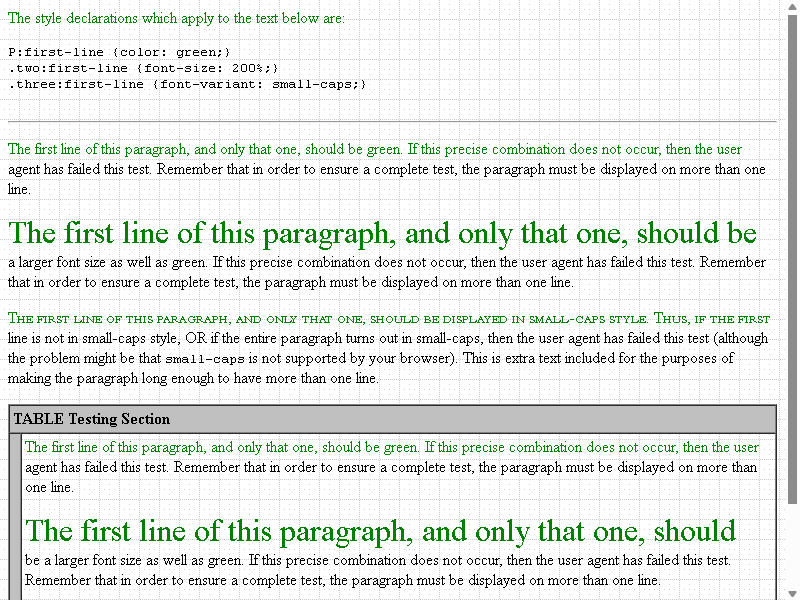 The style declarations which apply to the text below are:
P:first-line {color: green;}
.two:first-line {font-size: 200%;}
.three:first-line {font-variant: small-caps;}
The first line of this paragraph, and only that one, should be green. If this precise combination does not occur, then the user
agent has failed this test. Remember that in order to ensure a complete test, the paragraph must be displayed on more than one
line.
The first line of this paragraph, and only that one, should be
a larger font size as well as green. If this precise combination does not occur, then the user agent has failed this test. Remember
that in order to ensure a complete test, the paragraph must be displayed on more than one line.
The first line of this paragraph, and only that one, should be displayed in small-caps style. Thus, if the first
line is not in small-caps style, OR if the entire paragraph turns out in small-caps, then the user agent has failed this test (although
the problem might be that small-caps is not supported by your browser). This is extra text included for the purposes of
making the paragraph long enough to have more than one line.
TABLE Testing Section
The first line of this paragraph, and only that one, should be green. If this precise combination does not occur, then the user
agent has failed this test. Remember that in order to ensure a complete test, the paragraph must be displayed on more than
one line.
The first line of this paragraph, and only that one, should
be a larger font size as well as green. If this precise combination does not occur, then the user agent has failed this test.
Remember that in order to ensure a complete test, the paragraph must be displayed on more than one line.